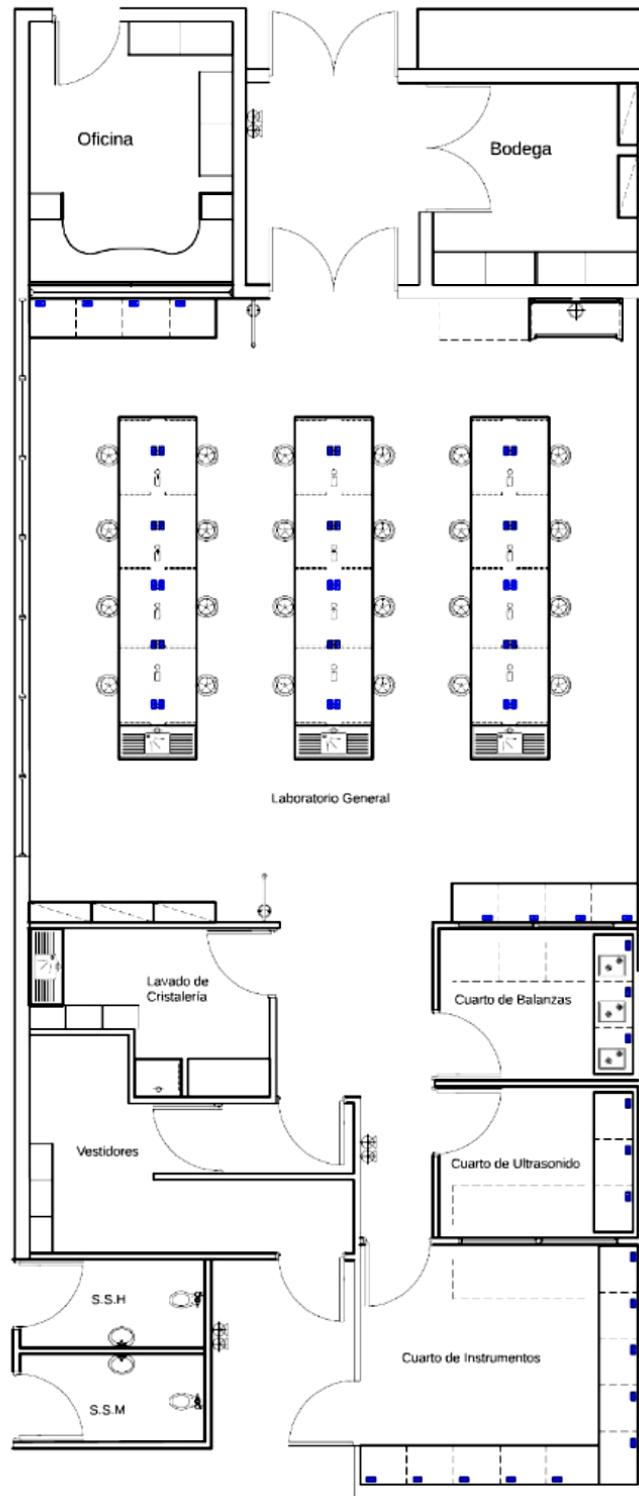 Oficina
Bodega
Laboratorio General
Lavado de
Cristalería
Cuarto de Balanzas
Vestidores
Cuarto de Ultrasonido
S.S.H
Cuarto de Instrumentos
S.S.M